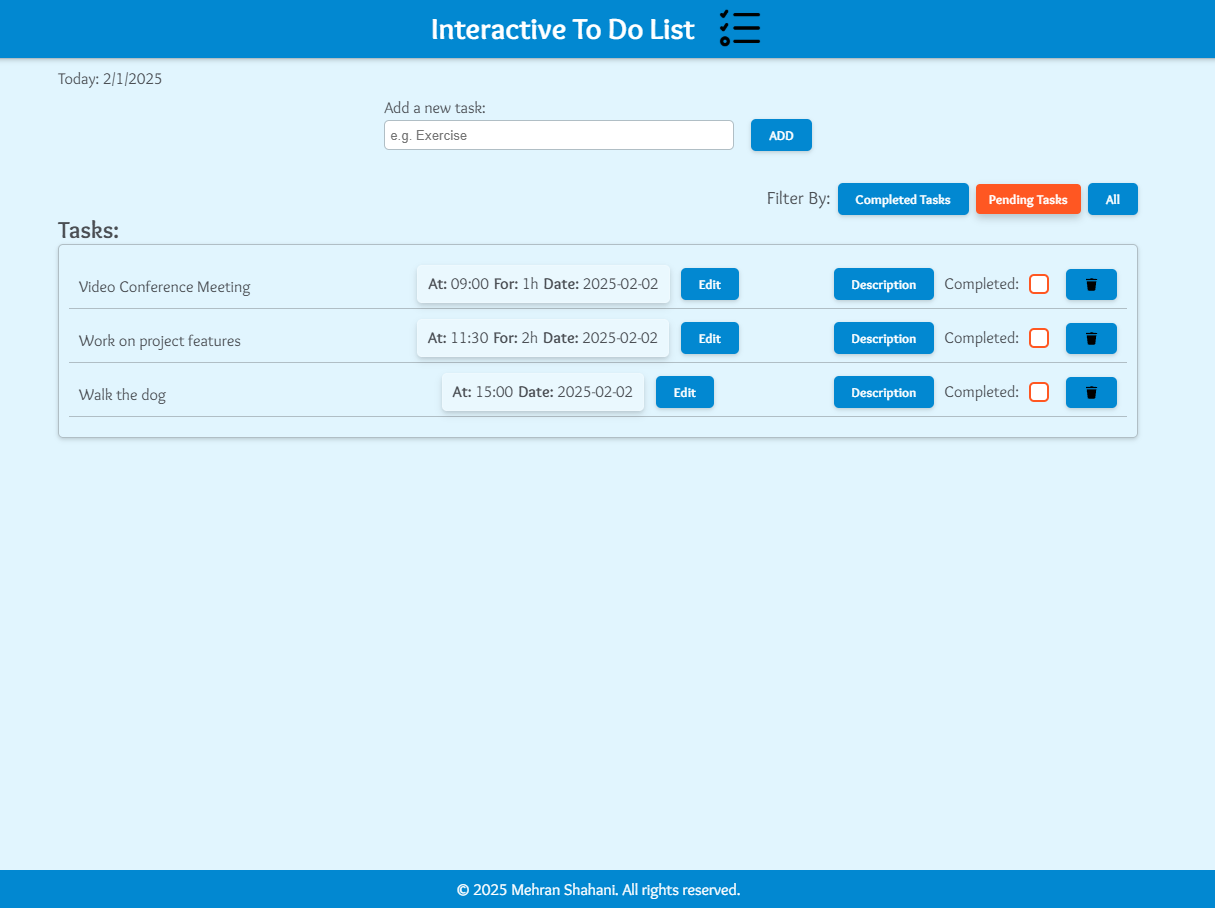 Interactive To Do List
Today: 2/1/2025
Add a new task:
e.g. Exercise ADD
Filter By: Completed Tasks Pending Tasks All
Tasks:
Video Conference Meeting At: 09:00 For: 1h Date: 2025-02-02 Edit Description Completed:
Work on project features At: 11:30 For: 2h Date: 2025-02-02 Edit Description Completed:
Walk the dog At: 15:00 Date: 2025-02-02 Edit Description Completed:
© 2025 Mehran Shahani. All rights reserved.